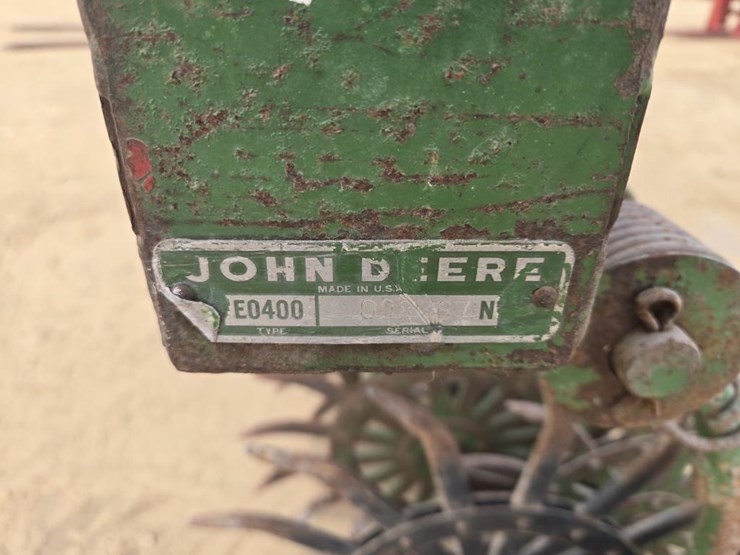 JOHN DEERE
MADE IN U.S.A
E0400 N
TYPE SERIAL